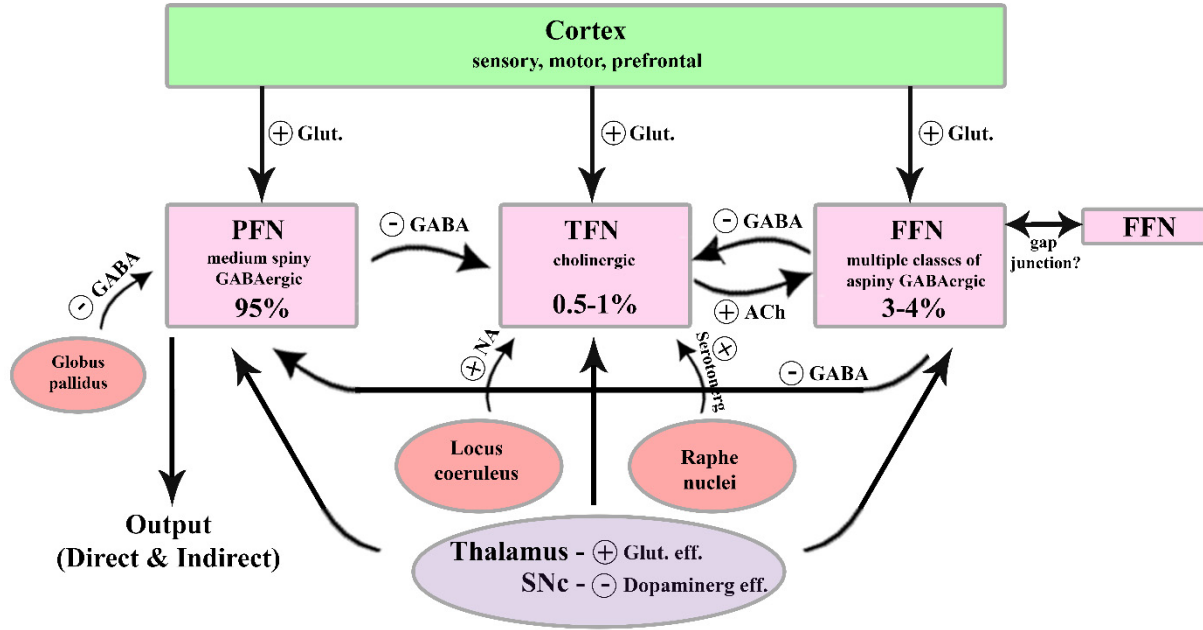 Cortex
sensory, motor, prefrontal
+ Glut.
+ Glut.
+ Glut.
PFN
medium spiny
GABAergic
95%
- GABA
TFN
cholinergic
0.5-1%
- GABA
+ ACh
FFN
multiple classes of
aspiny GABAergic
3-4%
gap
junction?
FFN
- GABA
Globus
pallidus
+ NA
+
Serotonerg
- GABA
Locus
coeruleus
Raphe
nuclei
Output
(Direct & Indirect)
Thalamus - + Glut. eff.
SNc - - Dopaminerg eff.